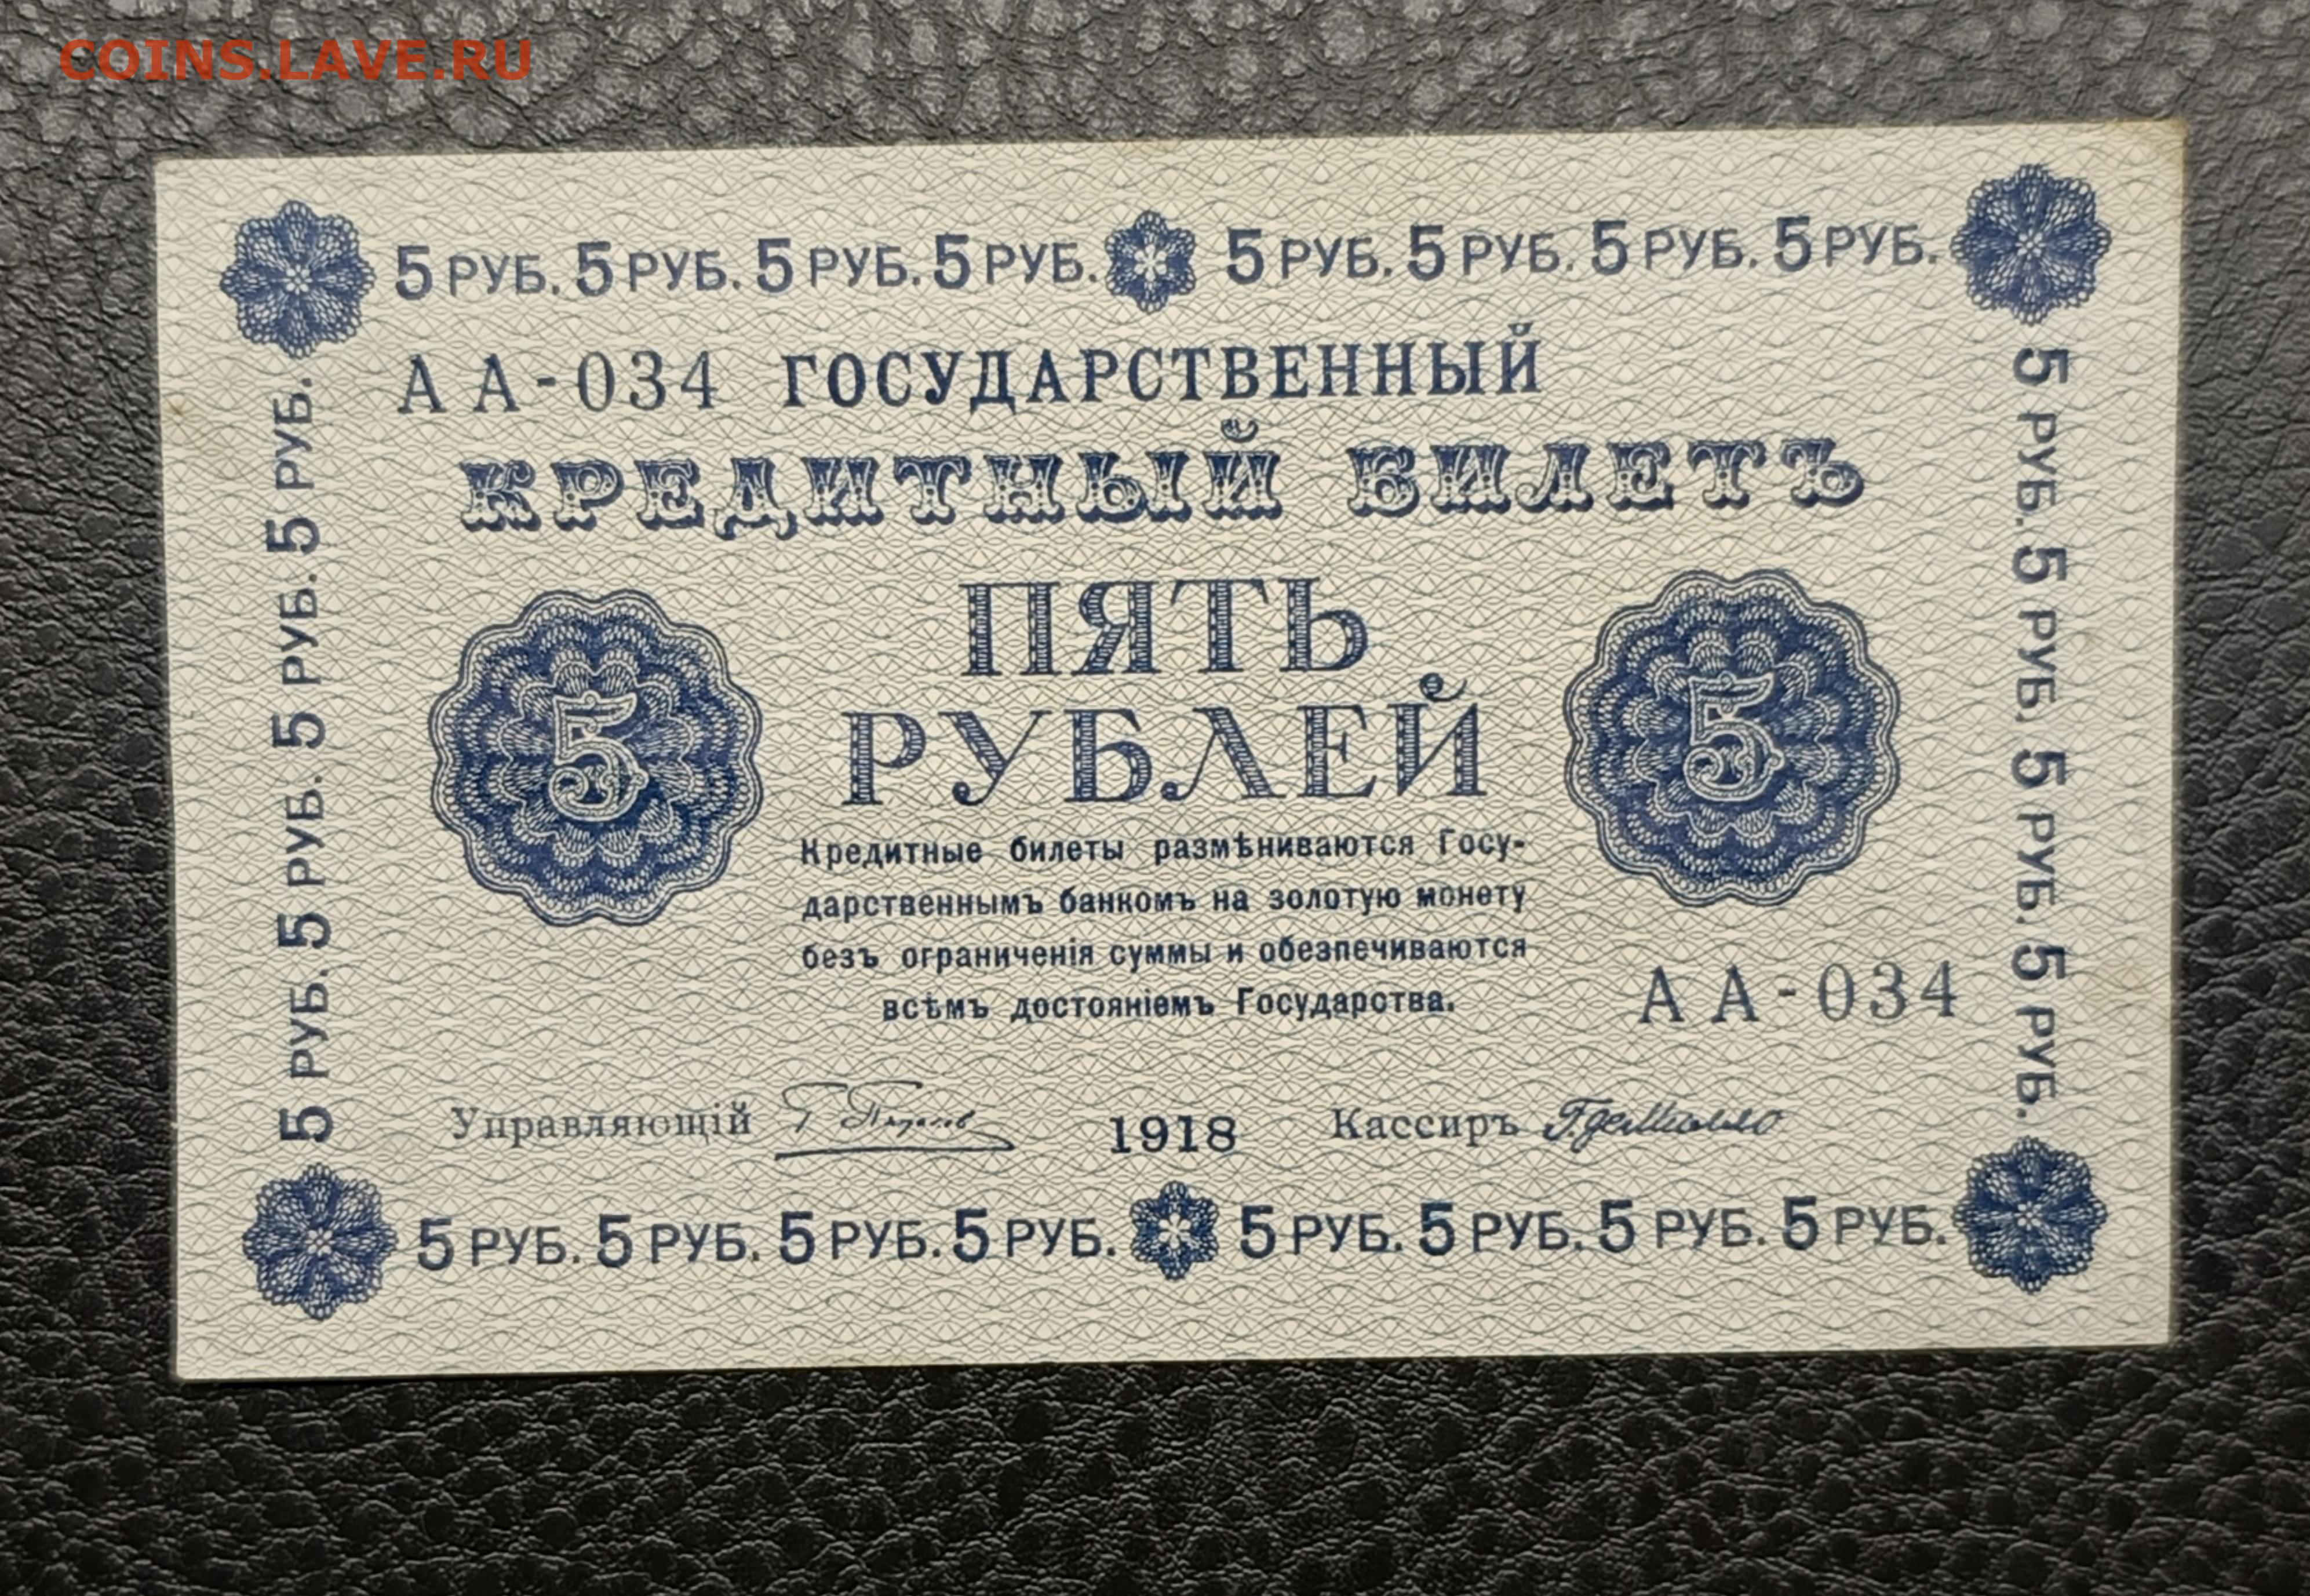 COINS.LAVE.RU
5 РУБ. 5 РУБ. 5 РУБ. 5 РУБ. 5 РУБ. 5 РУБ. 5 РУБ. 5 РУБ.
АА-034 ГОСУДАРСТВЕННЫЙ
КРЕДИТНЫЙ БИЛЕТЪ
5 РУБ. 5 РУБ. 5 РУБ. 5 РУБ.
ПЯТЬ
РУБЛЕЙ
5
5
Кредитные билеты размѣниваются Госу-
дарственнымъ банкомъ на золотую монету
безъ ограниченія суммы и обезпечиваются
всѣмъ достояніемъ Государства.
АА-034
5 РУБ. 5 РУБ. 5 РУБ. 5 РУБ.
Управляющій 1918 Кассиръ Г. де Милло
5 РУБ. 5 РУБ. 5 РУБ. 5 РУБ. 5 РУБ. 5 РУБ. 5 РУБ. 5 РУБ.